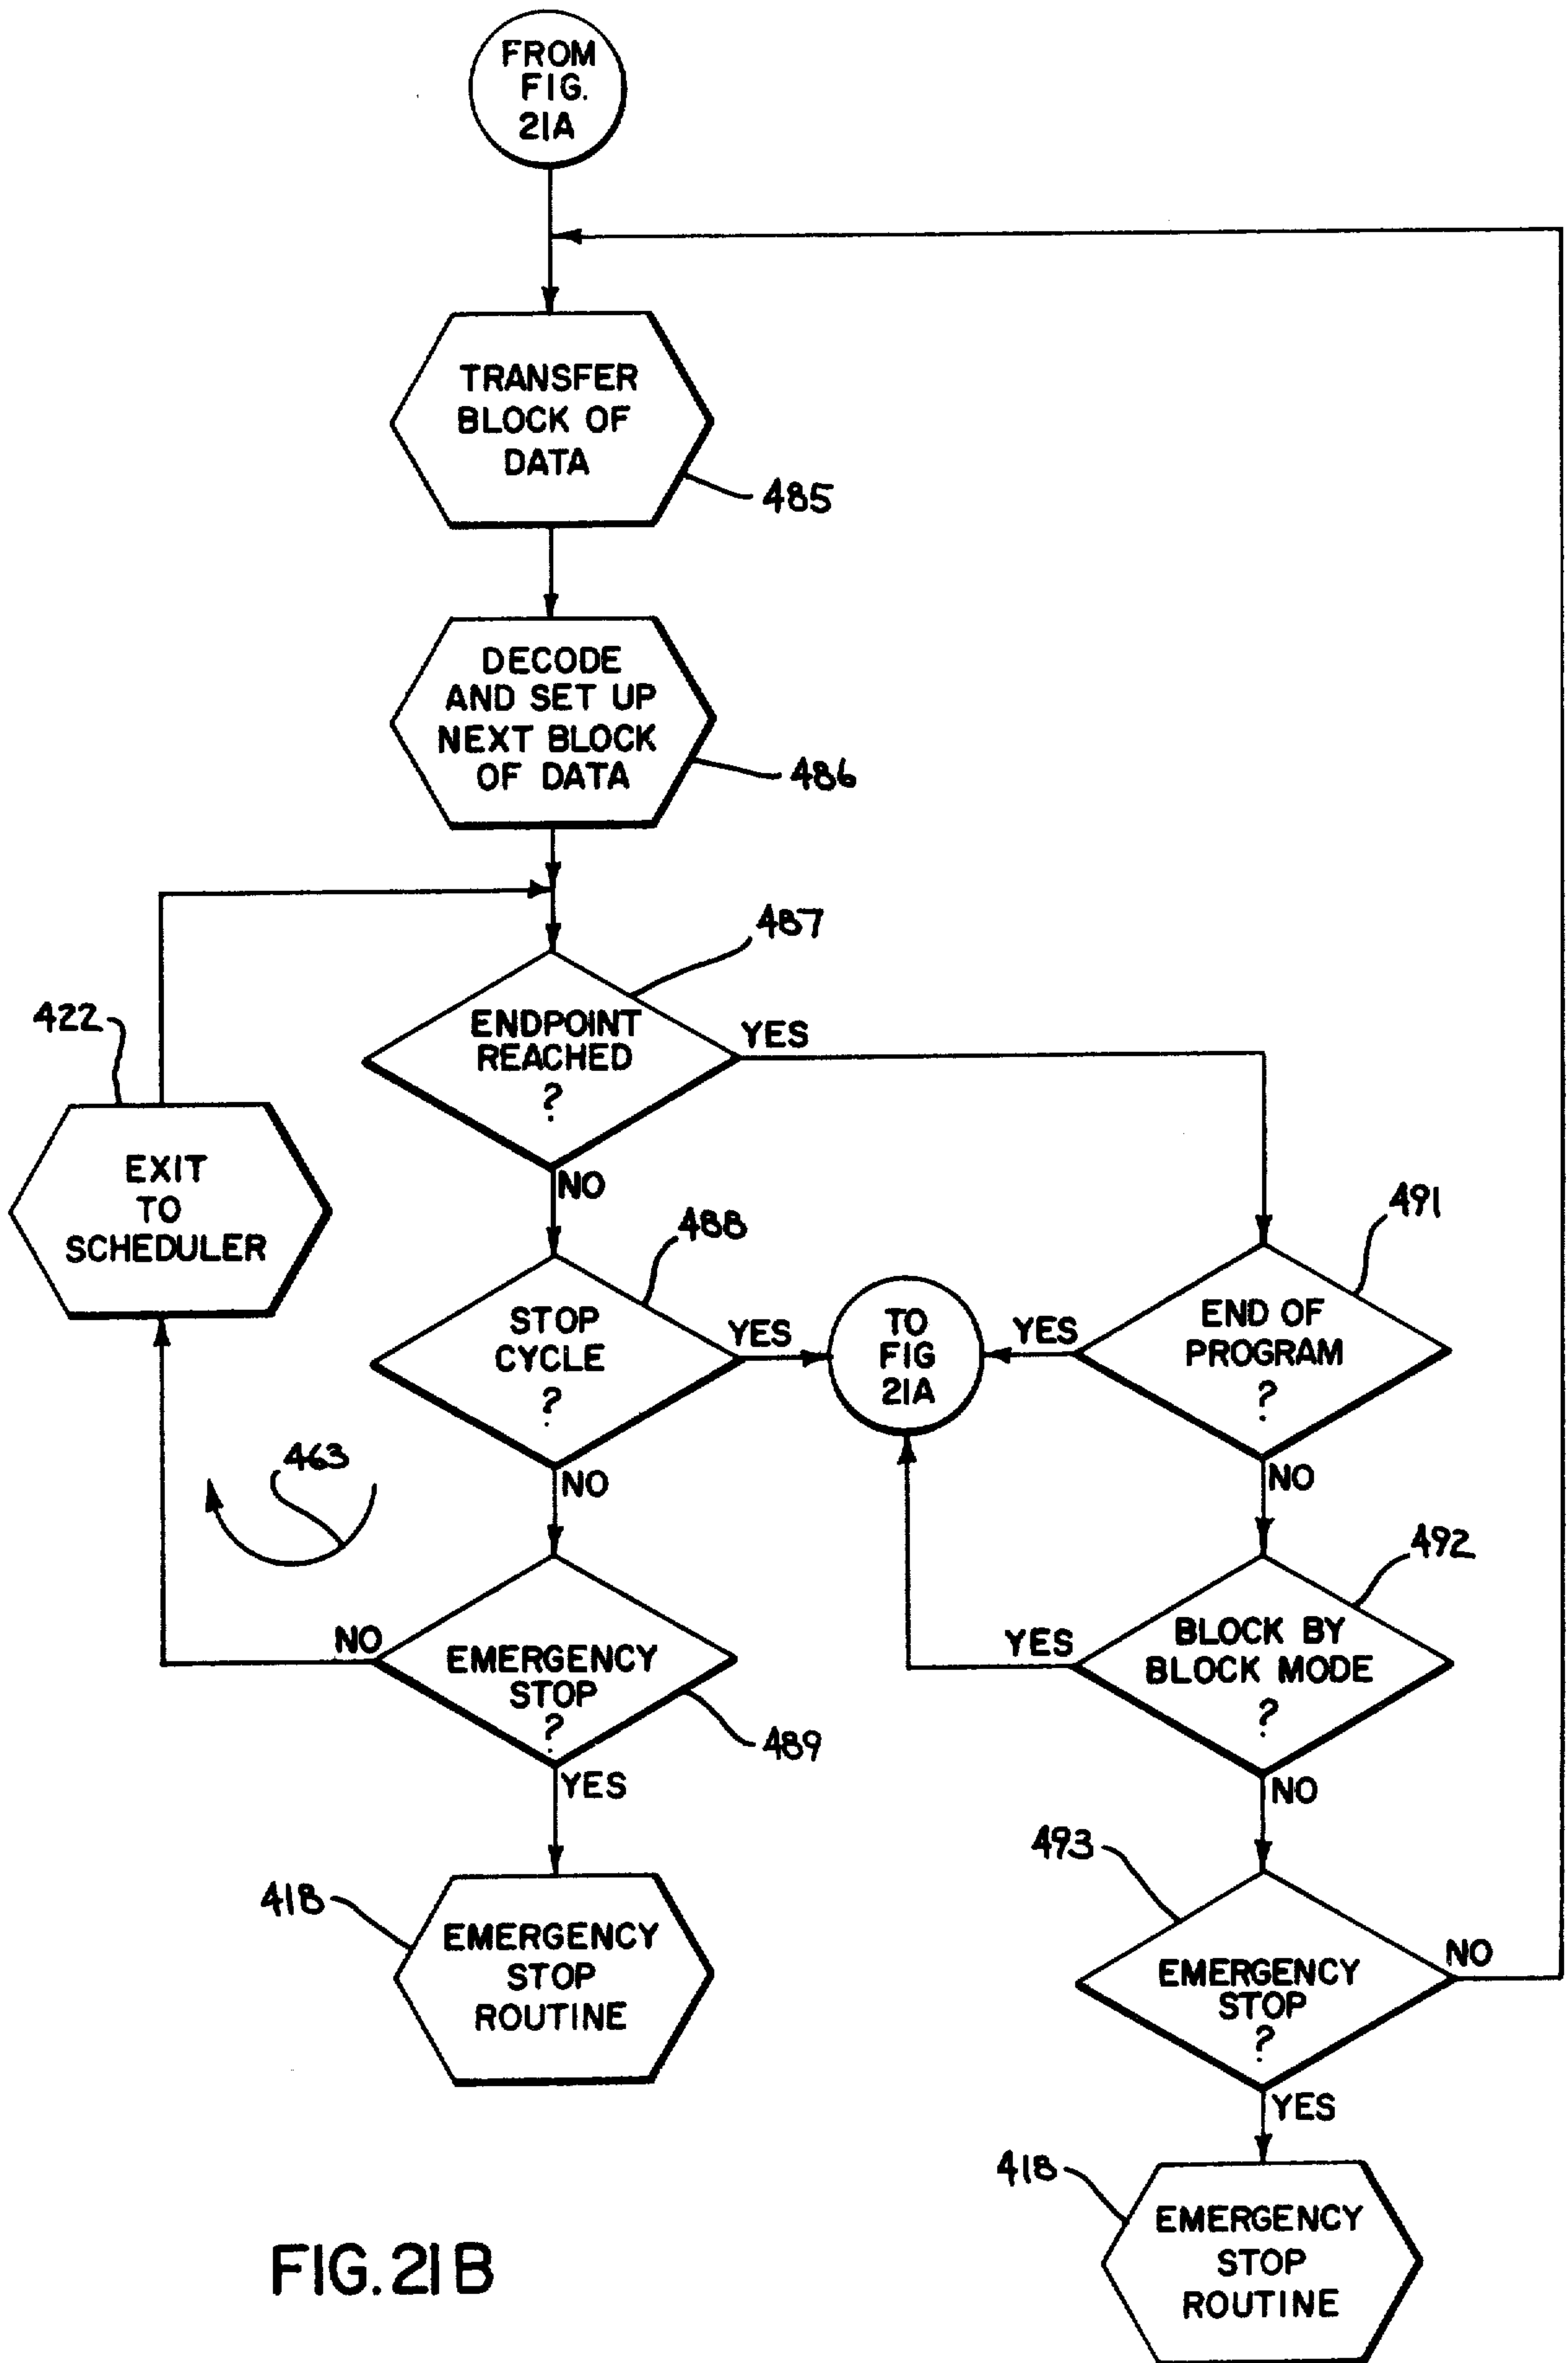 FROM
FIG.
21A
TRANSFER
BLOCK OF
DATA
485
DECODE
AND SET UP
NEXT BLOCK
OF DATA
486
487
ENDPOINT
REACHED
?
YES
NO
422
EXIT
TO
SCHEDULER
488
STOP
CYCLE
?
YES
NO
TO
FIG
21A
491
END OF
PROGRAM
?
YES
NO
463
492
BLOCK BY
BLOCK MODE
?
YES
NO
NO
EMERGENCY
STOP
?
489
YES
418
EMERGENCY
STOP
ROUTINE
493
EMERGENCY
STOP
?
NO
YES
418
EMERGENCY
STOP
ROUTINE
FIG. 21B